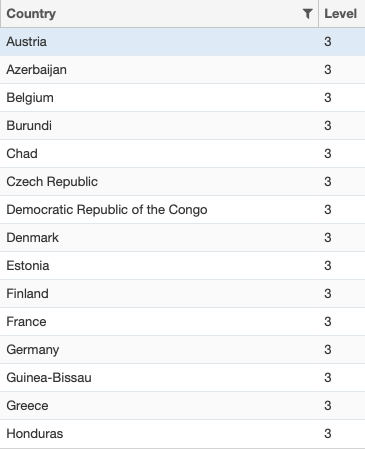 Country Level
Austria 3
Azerbaijan 3
Belgium 3
Burundi 3
Chad 3
Czech Republic 3
Democratic Republic of the Congo 3
Denmark 3
Estonia 3
Finland 3
France 3
Germany 3
Guinea-Bissau 3
Greece 3
Honduras 3